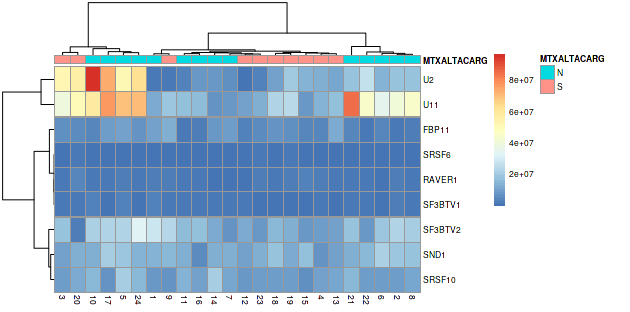 MTXALTACARG
U2
U11
FBP11
SRSF6
RAVER1
SF3BTV1
SF3BTV2
SND1
SRSF10
3 20 10 17 5 24 1 9 11 16 14 7 12 23 18 19 15 4 13 21 22 6 2 8
8e+07
6e+07
4e+07
2e+07
MTXALTACARG
N
S